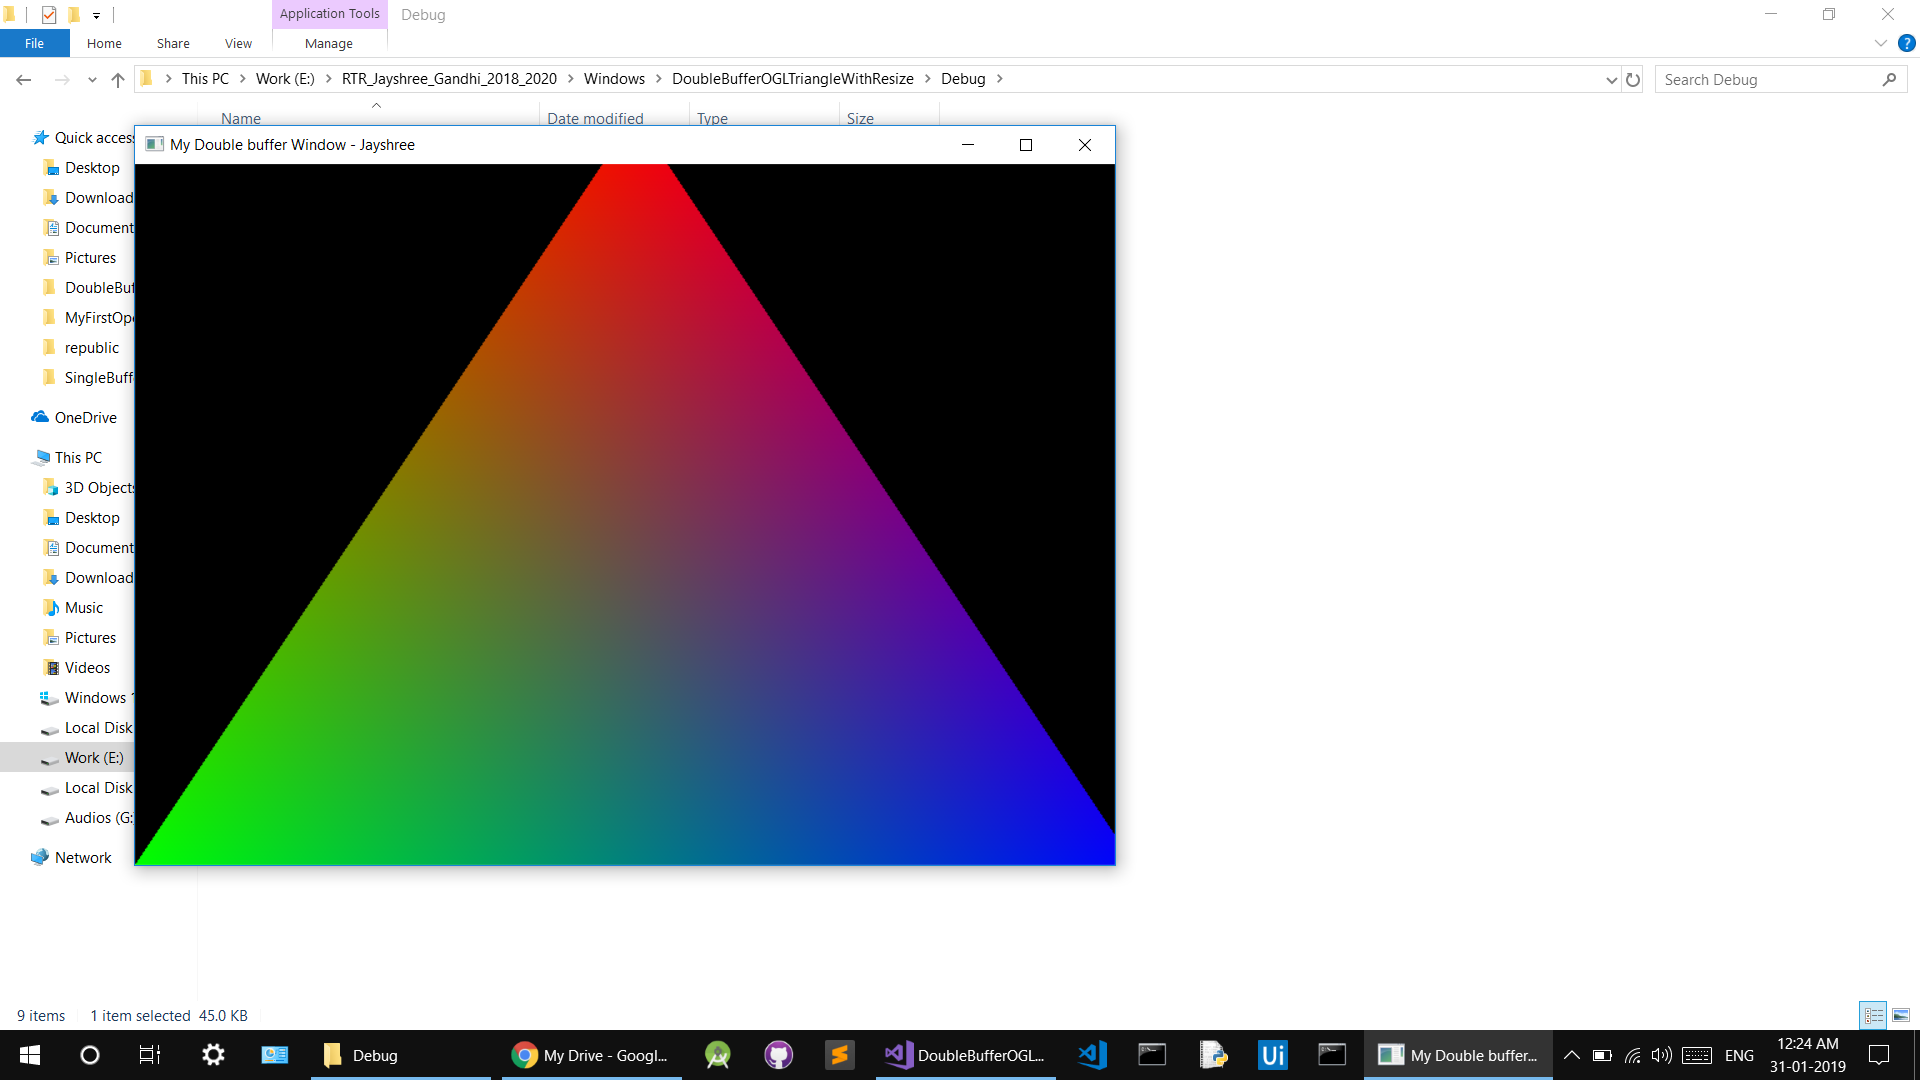 Application Tools
Debug
File
Home
Share
View
Manage
?
This PC
Work (E:)
RTR_Jayshree_Gandhi_2018_2020
Windows
DoubleBufferOGLTriangleWithResize
Debug
Search Debug
Name
Date modified
Type
Size
My Double buffer Window - Jayshree
Quick access
Desktop
Download
Document
Pictures
DoubleBuf
MyFirstOp
republic
SingleBuff
OneDrive
This PC
3D Objects
Desktop
Document
Download
Music
Pictures
Videos
Windows
Local Disk
Work (E:)
Local Disk
Audios (G:
Network
9 items
1 item selected 45.0 KB
Debug
My Drive - Googl...
DoubleBufferOGL...
Ui
My Double buffer...
ENG
12:24 AM
31-01-2019